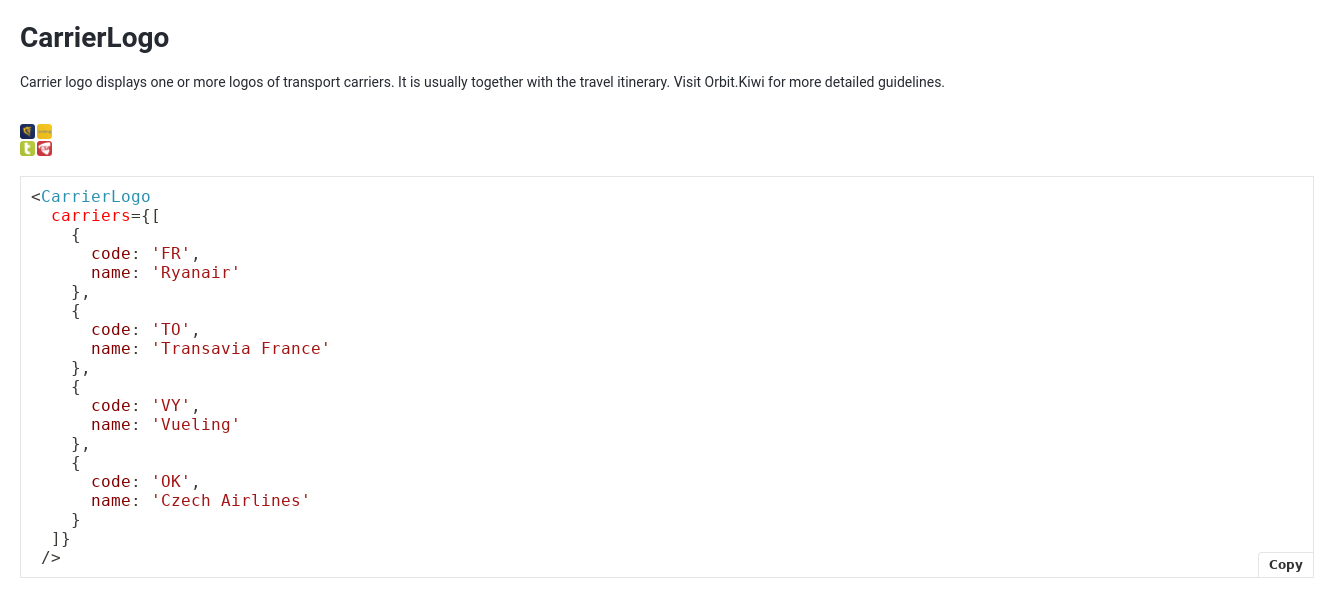 CarrierLogo
Carrier logo displays one or more logos of transport carriers. It is usually together with the travel itinerary. Visit Orbit.Kiwi for more detailed guidelines.
<CarrierLogo
  carriers={[
    {
      code: 'FR',
      name: 'Ryanair'
    },
    {
      code: 'TO',
      name: 'Transavia France'
    },
    {
      code: 'VY',
      name: 'Vueling'
    },
    {
      code: 'OK',
      name: 'Czech Airlines'
    }
  ]}
 />
Copy